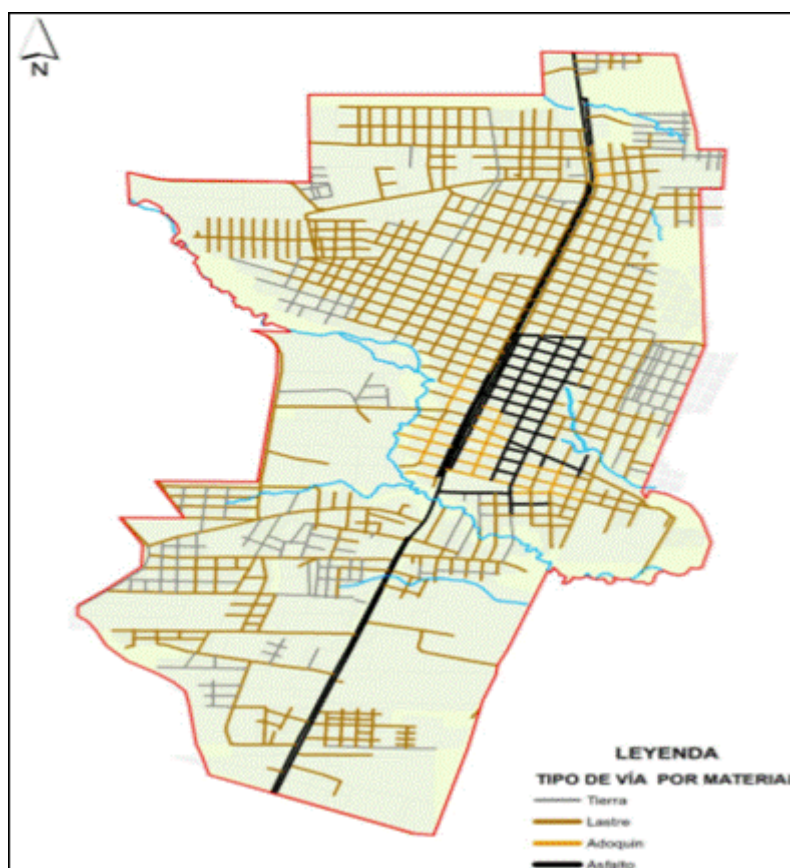 N
LEYENDA
TIPO DE VÍA POR MATERIAL
Tierra
Lastre
Adoquín
Asfalto